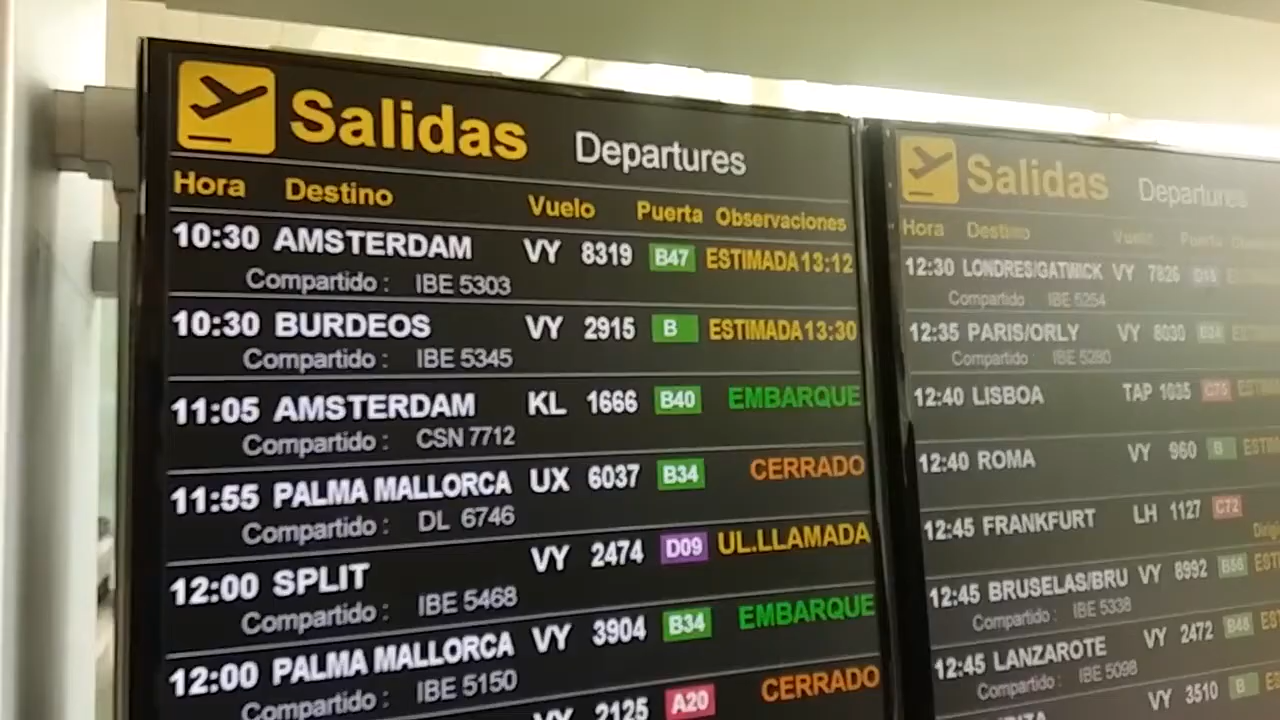 Salidas Departures
Hora Destino Vuelo Puerta Observaciones
10:30 AMSTERDAM VY 8319 B47 ESTIMADA 13:12
Compartido : IBE 5303
10:30 BURDEOS VY 2915 B ESTIMADA 13:30
Compartido : IBE 5345
11:05 AMSTERDAM KL 1666 B40 EMBARQUE
Compartido : CSN 7712
11:55 PALMA MALLORCA UX 6037 B34 CERRADO
Compartido : DL 6746
12:00 SPLIT VY 2474 D09 UL.LLAMADA
Compartido : IBE 5468
12:00 PALMA MALLORCA VY 3904 B34 EMBARQUE
Compartido : IBE 5150
VY 2125 A20 CERRADO
Salidas Departures
Hora Destino Vuelo Puerta
12:30 LONDRES/GATWICK VY 7826
Compartido IBE 5254
12:35 PARIS/ORLY VY 8030
Compartido IBE 5280
12:40 LISBOA TAP 1035 C75
12:40 ROMA VY 960 B
12:45 FRANKFURT LH 1127 C72
12:45 BRUSELAS/BRU VY 8992
Compartido : IBE 5338
12:45 LANZAROTE VY 2472 B48
Compartido : IBE 5098
VY 3510 B